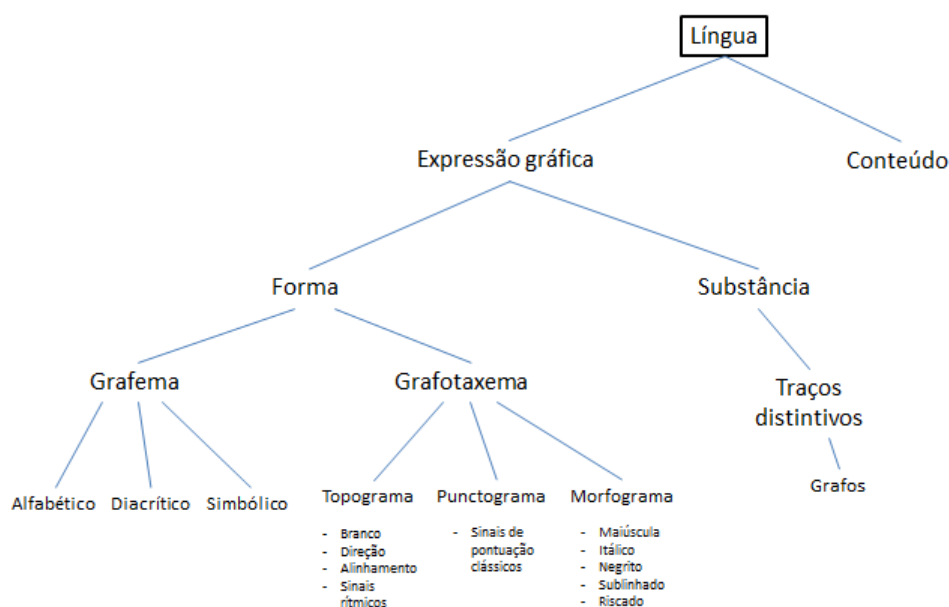 Língua
Expressão gráfica
Conteúdo
Forma
Substância
Grafema
Grafotaxema
Traços
distintivos
Alfabético
Diacrítico
Simbólico
Topograma
- Branco
- Direção
- Alinhamento
- Sinais
rítmicos
Punctograma
- Sinais de
pontuação
clássicos
Morfograma
- Maiúscula
- Itálico
- Negrito
- Sublinhado
- Riscado
Grafos